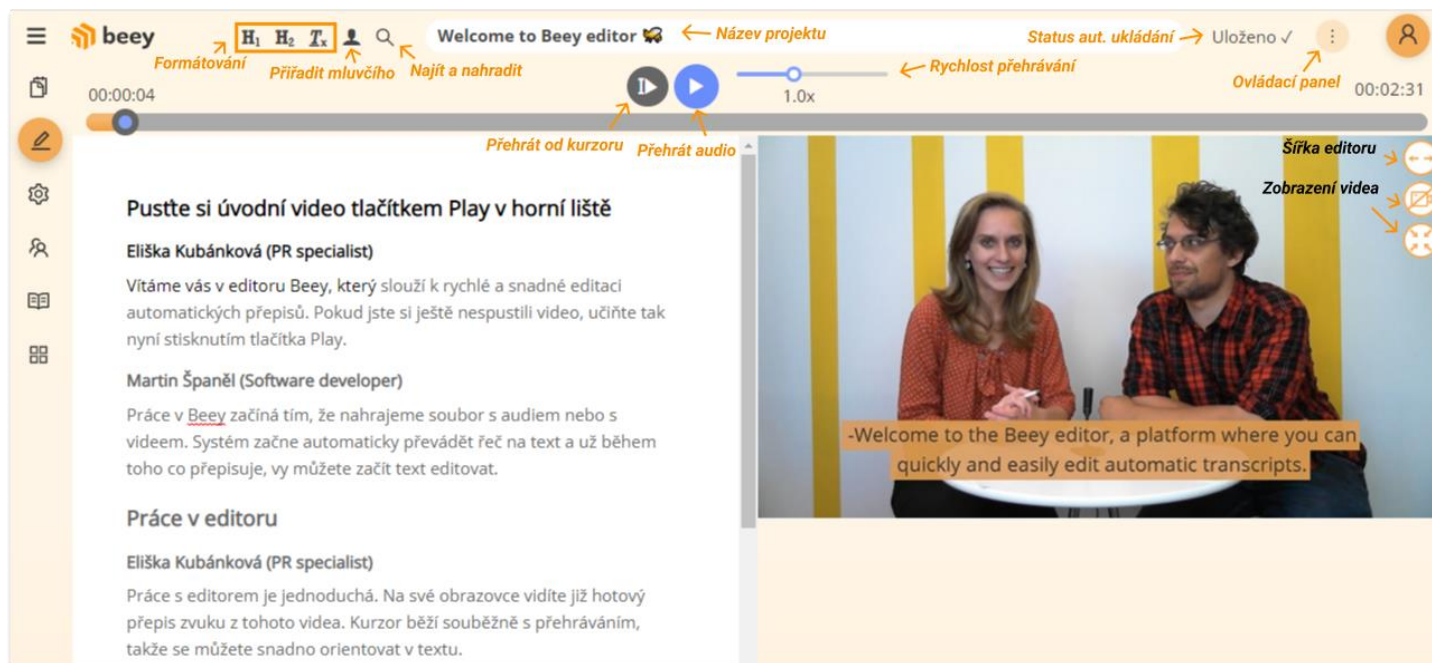 beey
H1 H2 Tx
Welcome to Beey editor
Název projektu
Status aut. ukládání
Uloženo ✓
Formátování
Přiřadit mluvčího
Najít a nahradit
Rychlost přehrávání
Ovládací panel
00:00:04
1.0x
00:02:31
Přehrát od kurzoru
Přehrát audio
Šířka editoru
Zobrazení videa
Pusťte si úvodní video tlačítkem Play v horní liště
Eliška Kubánková (PR specialist)
Vítáme vás v editoru Beey, který slouží k rychlé a snadné editaci
automatických přepisů. Pokud jste si ještě nespustili video, učiňte tak
nyní stisknutím tlačítka Play.
Martin Španěl (Software developer)
Práce v Beey začíná tím, že nahrajeme soubor s audiem nebo s
videem. Systém začne automaticky převádět řeč na text a už během
toho co přepisuje, vy můžete začít text editovat.
Práce v editoru
Eliška Kubánková (PR specialist)
Práce s editorem je jednoduchá. Na své obrazovce vidíte již hotový
přepis zvuku z tohoto videa. Kurzor běží souběžně s přehráváním,
takže se můžete snadno orientovat v textu.
-Welcome to the Beey editor, a platform where you can
quickly and easily edit automatic transcripts.